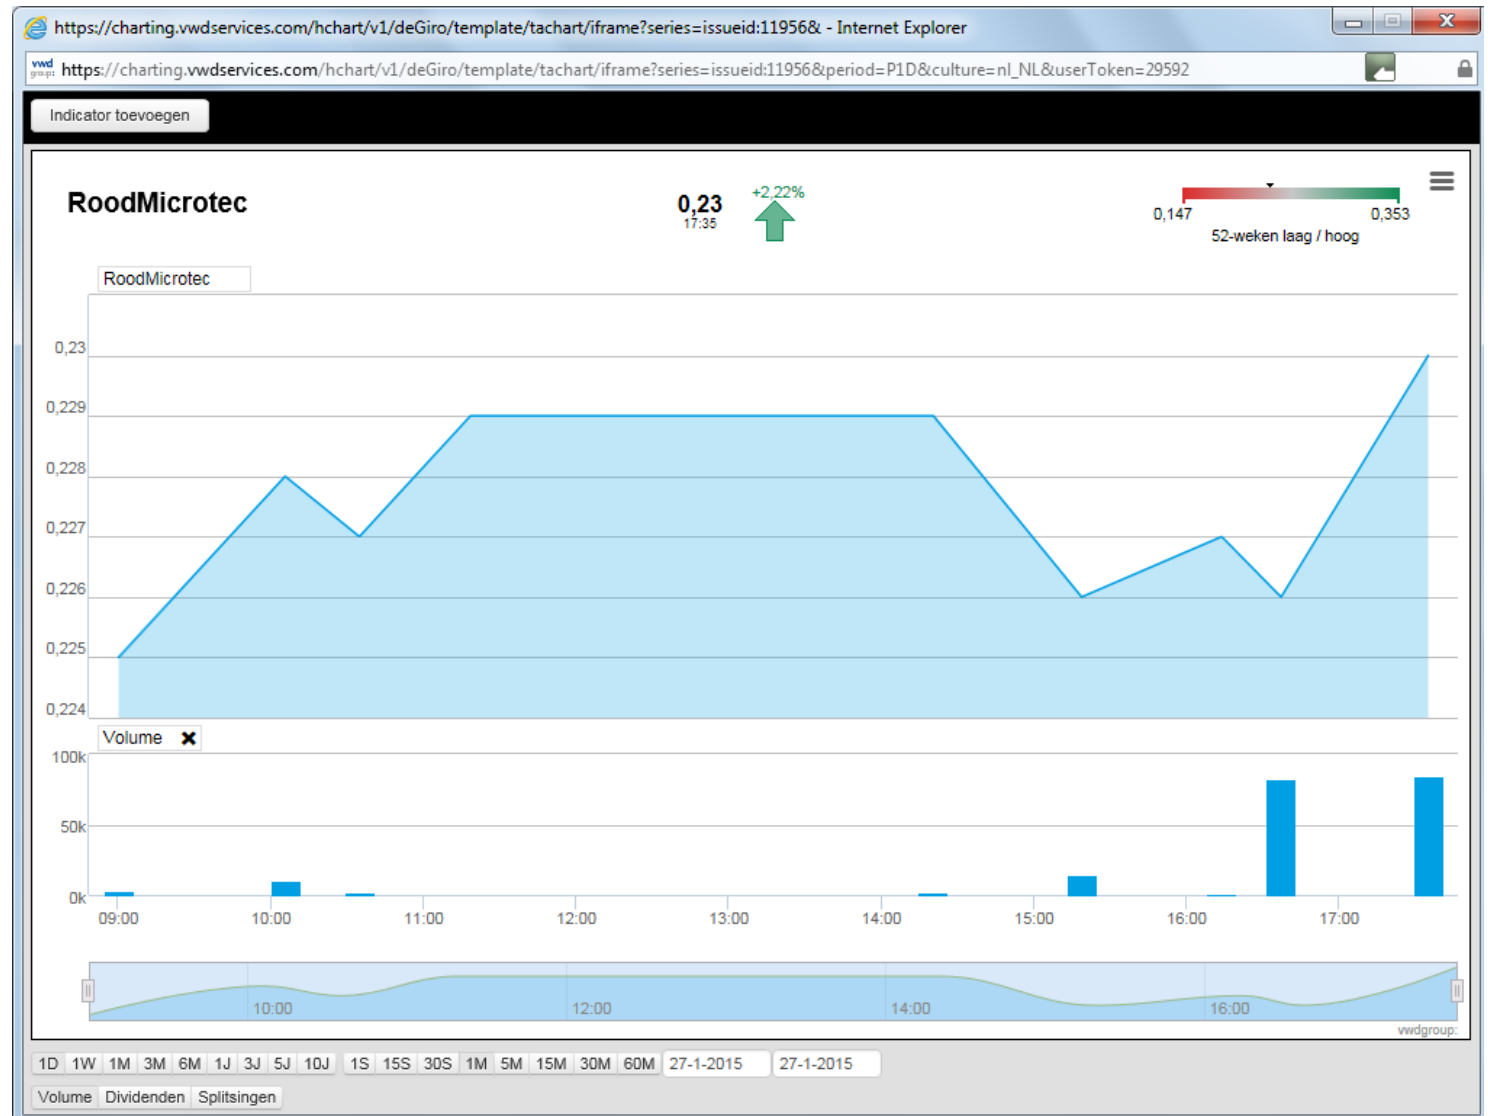 https://charting.vwdservices.com/hchart/v1/deGiro/template/tachart/iframe?series=issueid:11956& - Internet Explorer
vwd group: https://charting.vwdservices.com/hchart/v1/deGiro/template/tachart/iframe?series=issueid:11956&period=P1D&culture=nl_NL&userToken=29592
Indicator toevoegen
RoodMicrotec
0,23
17:35
+2,22%
0,147
0,353
52-weken laag / hoog
RoodMicrotec
0,23
0,229
0,228
0,227
0,226
0,225
0,224
Volume
100k
50k
0k
09:00 10:00 11:00 12:00 13:00 14:00 15:00 16:00 17:00
10:00 12:00 14:00 16:00
vwdgroup:
1D 1W 1M 3M 6M 1J 3J 5J 10J 1S 15S 30S 1M 5M 15M 30M 60M 27-1-2015 27-1-2015
Volume Dividenden Splitsingen